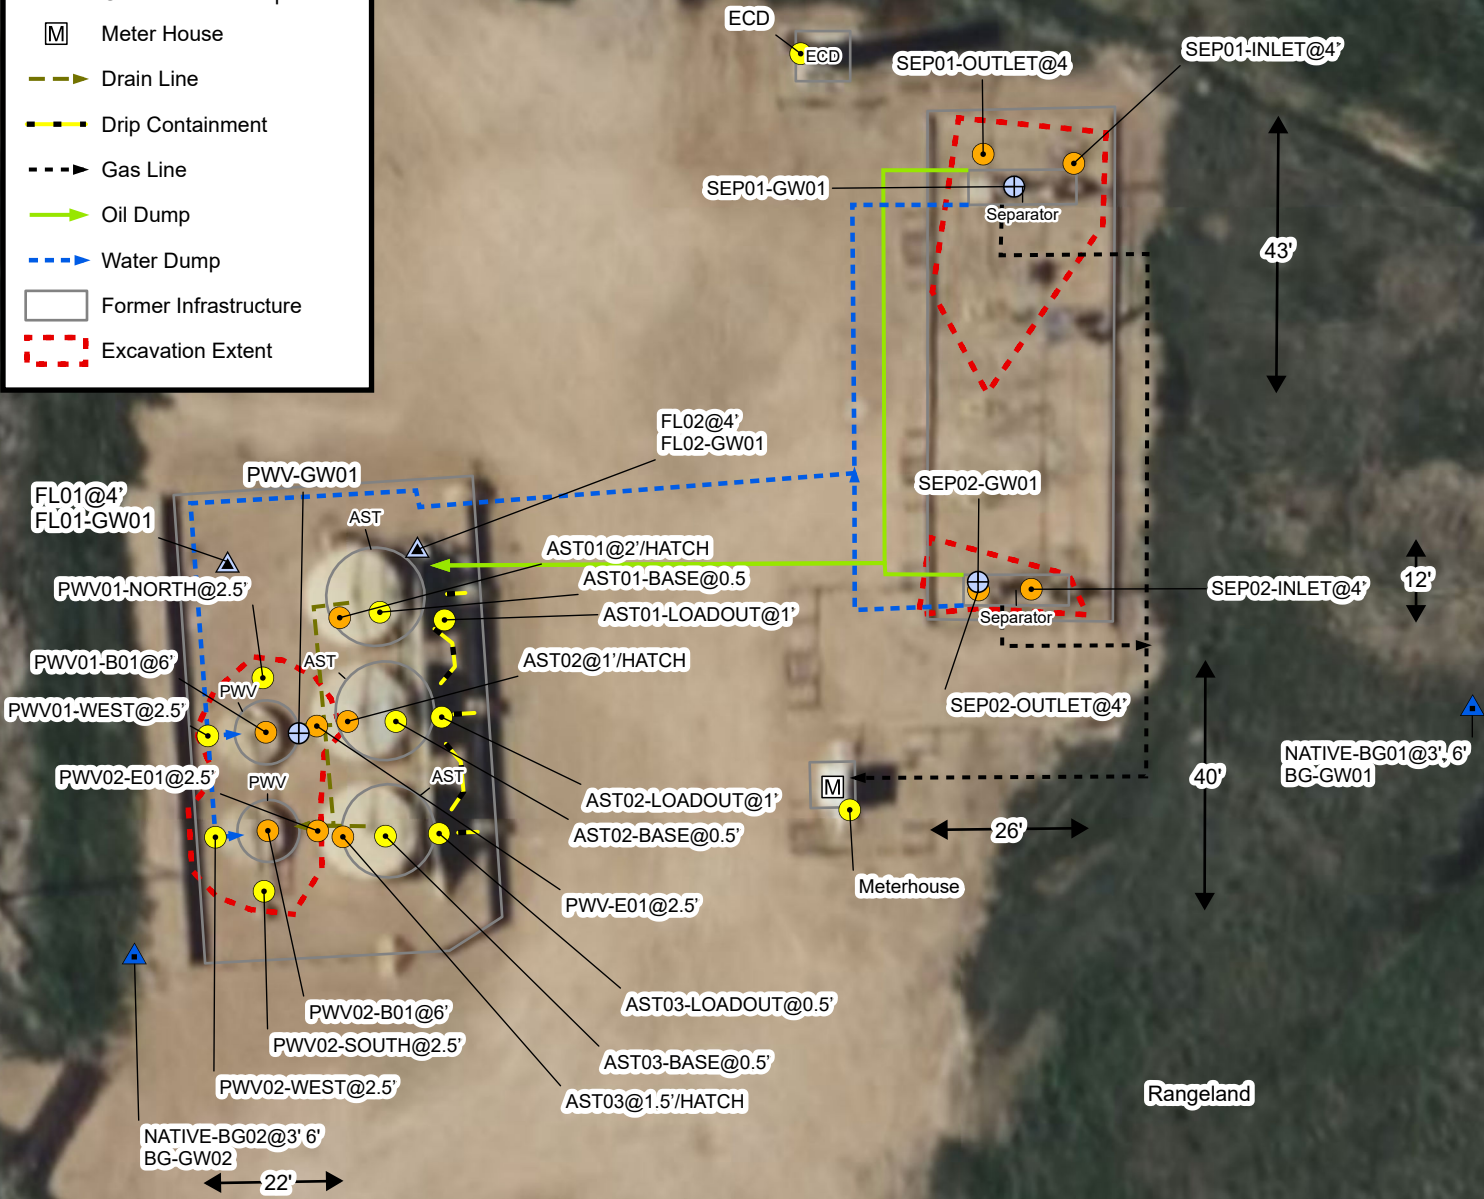 M Meter House
Drain Line
Drip Containment
Gas Line
Oil Dump
Water Dump
Former Infrastructure
Excavation Extent
ECD
ECD
SEP01-OUTLET@4
SEP01-INLET@4'
SEP01-GW01
Separator
43'
FL02@4'
FL02-GW01
PWV-GW01
FL01@4'
FL01-GW01
AST
SEP02-GW01
AST01@2'/HATCH
AST01-BASE@0.5
PWV01-NORTH@2.5'
AST01-LOADOUT@1'
SEP02-INLET@4'
12'
Separator
PWV01-B01@6'
AST
AST02@1'/HATCH
PWV
PWV01-WEST@2.5'
SEP02-OUTLET@4'
NATIVE-BG01@3', 6'
BG-GW01
PWV02-E01@2.5'
PWV
AST
M
40'
AST02-LOADOUT@1'
26'
AST02-BASE@0.5'
Meterhouse
PWV-E01@2.5'
AST03-LOADOUT@0.5'
PWV02-B01@6'
PWV02-SOUTH@2.5'
AST03-BASE@0.5'
PWV02-WEST@2.5'
AST03@1.5'/HATCH
Rangeland
NATIVE-BG02@3' 6'
BG-GW02
22'